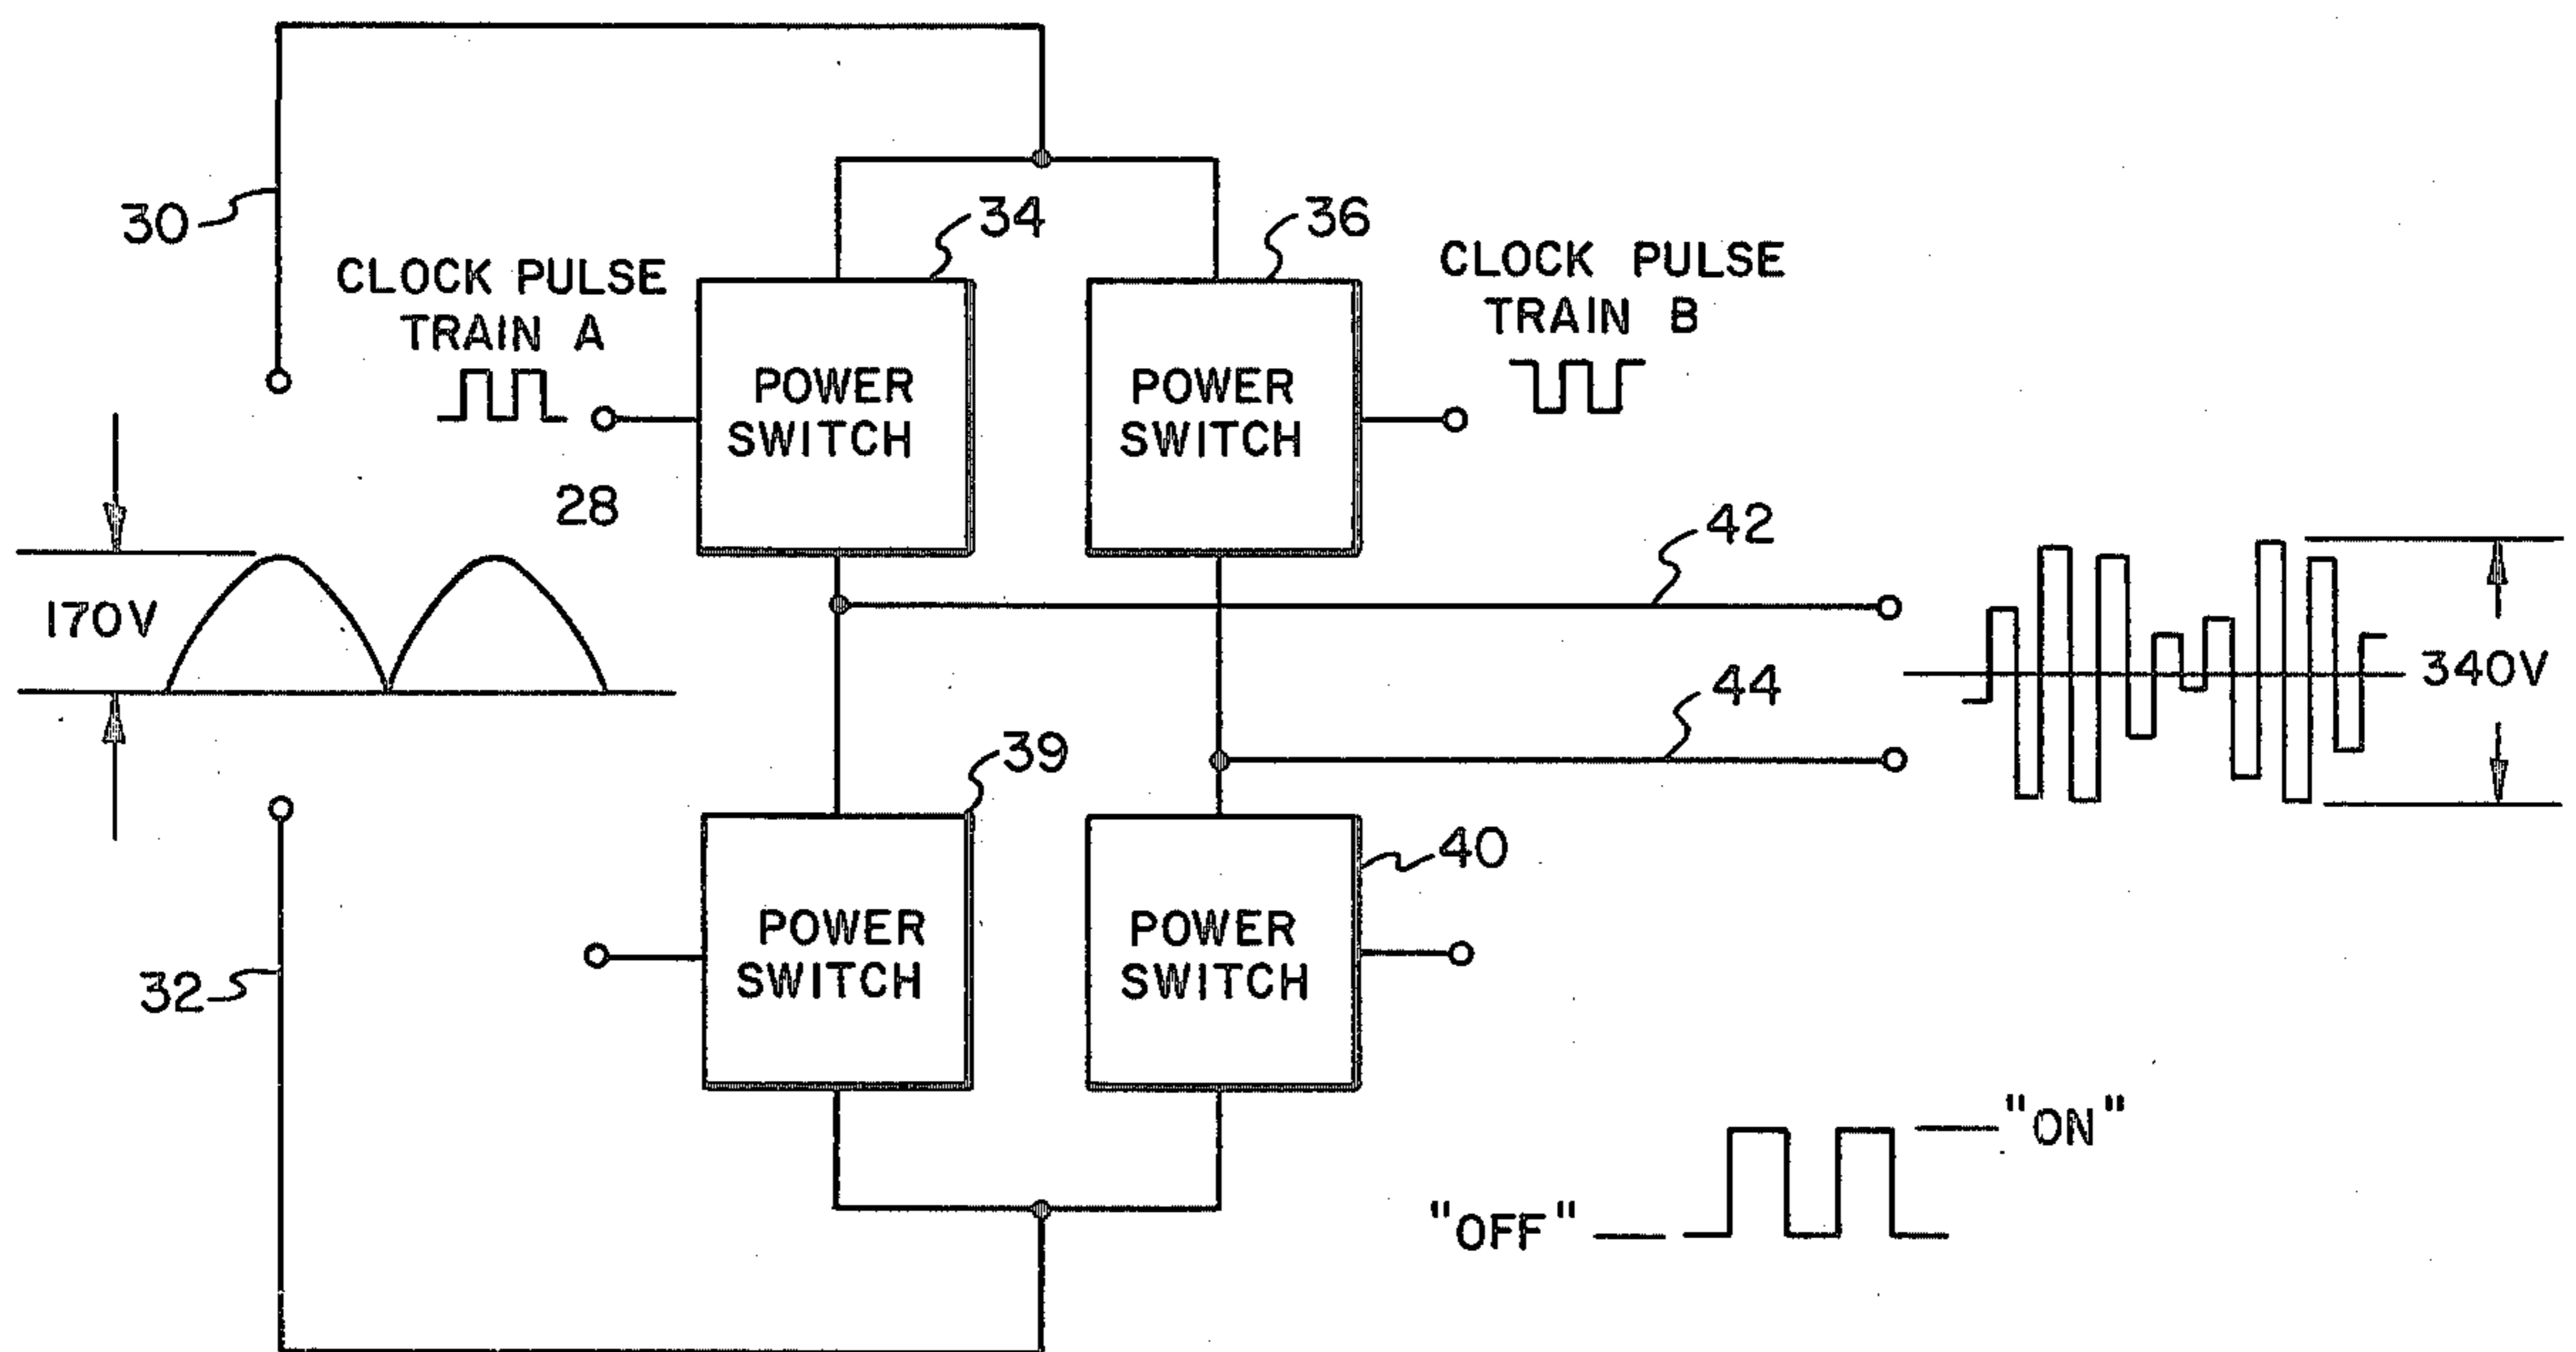 30
CLOCK PULSE
TRAIN A
34
36
CLOCK PULSE
TRAIN B
POWER
SWITCH
POWER
SWITCH
28
42
170V
44
340V
39
40
POWER
SWITCH
POWER
SWITCH
32
"ON"
"OFF"